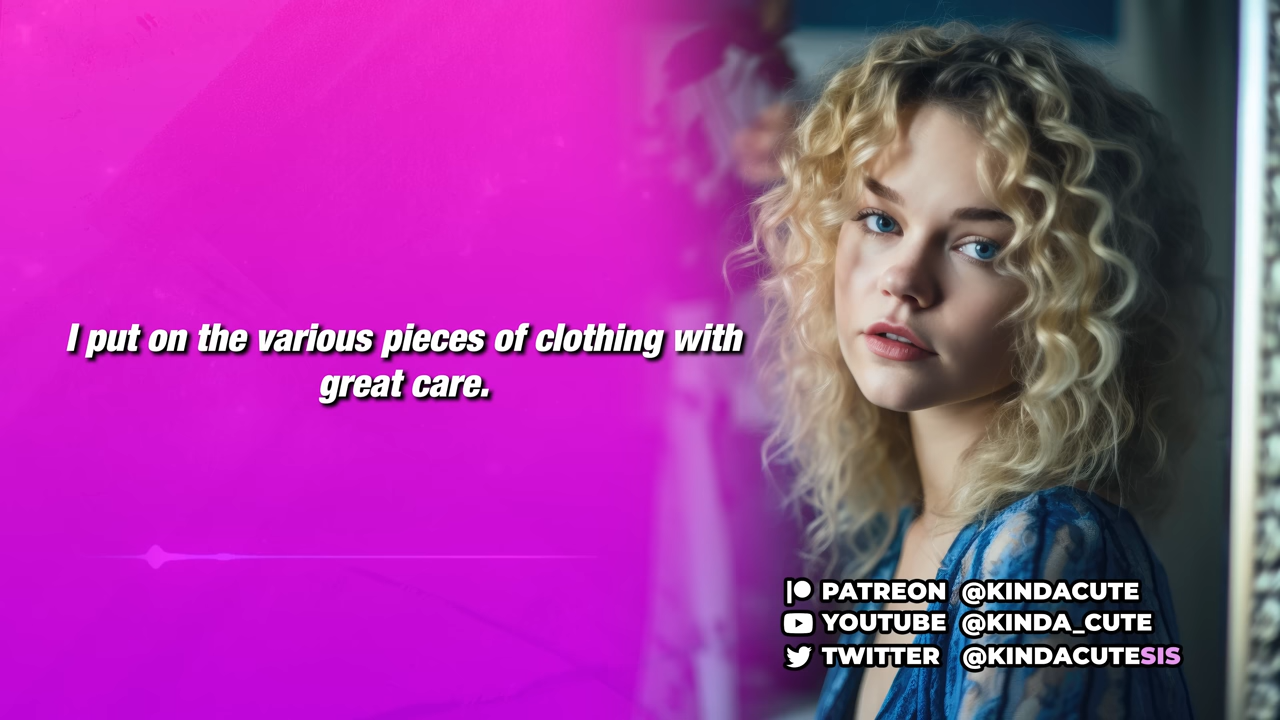 I put on the various pieces of clothing with
great care.
PATREON @KINDACUTE
YOUTUBE @KINDA_CUTE
TWITTER @KINDACUTESIS